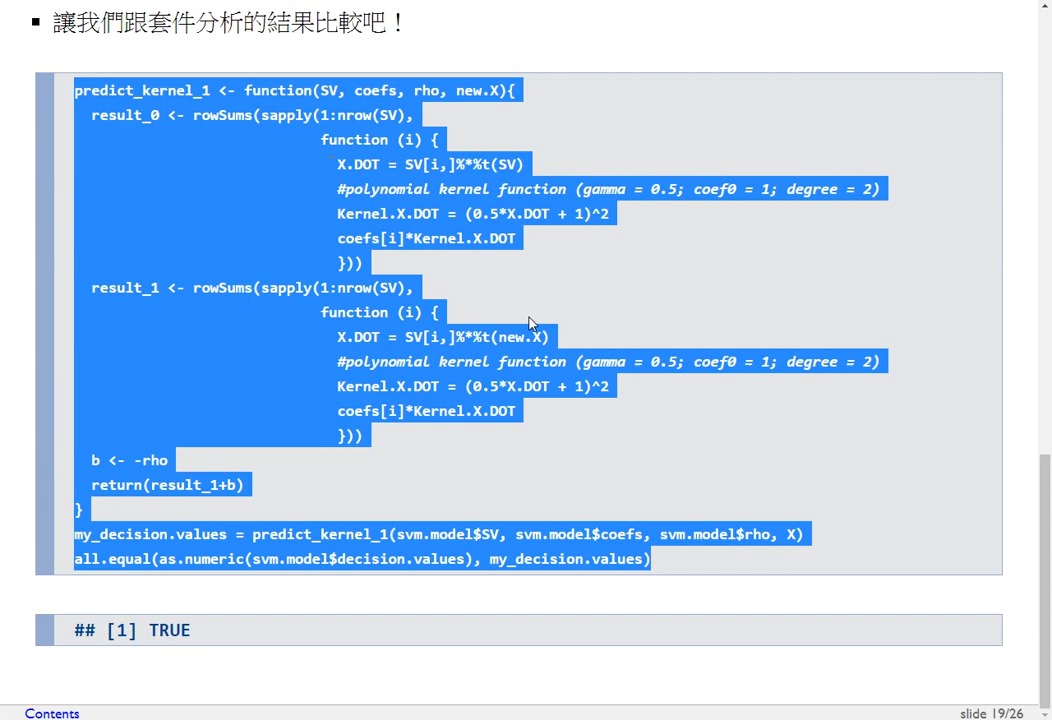 ▪ 讓我們跟套件分析的結果比較吧！
predict_kernel_1 <- function(SV, coefs, rho, new.X){
  result_0 <- rowSums(sapply(1:nrow(SV),
                             function (i) {
                               X.DOT = SV[i,]%*%t(SV)
                               #polynomial kernel function (gamma = 0.5; coef0 = 1; degree = 2)
                               Kernel.X.DOT = (0.5*X.DOT + 1)^2
                               coefs[i]*Kernel.X.DOT
                               }))
  result_1 <- rowSums(sapply(1:nrow(SV),
                             function (i) {
                               X.DOT = SV[i,]%*%t(new.X)
                               #polynomial kernel function (gamma = 0.5; coef0 = 1; degree = 2)
                               Kernel.X.DOT = (0.5*X.DOT + 1)^2
                               coefs[i]*Kernel.X.DOT
                               }))
  b <- -rho
  return(result_1+b)
}
my_decision.values = predict_kernel_1(svm.model$SV, svm.model$coefs, svm.model$rho, X)
all.equal(as.numeric(svm.model$decision.values), my_decision.values)
## [1] TRUE
Contents
slide 19/26